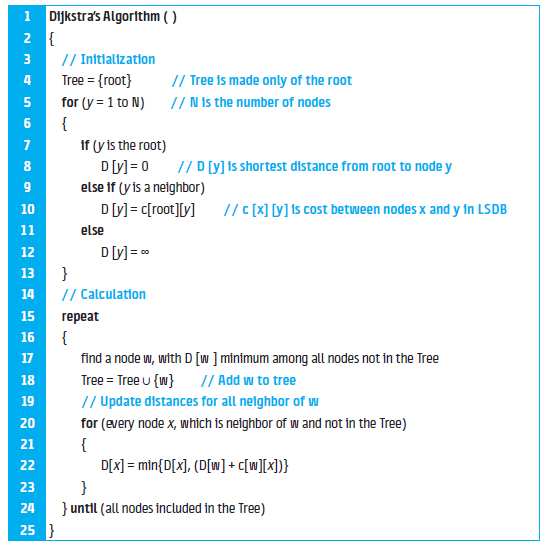 1 Dijkstra's Algorithm ( )
2 {
3 // Initialization
4 Tree = {root} // Tree is made only of the root
5 for (y = 1 to N) // N is the number of nodes
6 {
7 if (y is the root)
8 D [y] = 0 // D [y] is shortest distance from root to node y
9 else if (y is a neighbor)
10 D [y] = c[root][y] // c [x] [y] is cost between nodes x and y in LSDB
11 else
12 D [y] = ∞
13 }
14 // Calculation
15 repeat
16 {
17 find a node w, with D [w ] minimum among all nodes not in the Tree
18 Tree = Tree ∪ {w} // Add w to tree
19 // Update distances for all neighbor of w
20 for (every node x, which is neighbor of w and not in the Tree)
21 {
22 D[x] = min{D[x], (D[w] + c[w][x])}
23 }
24 } until (all nodes included in the Tree)
25 }